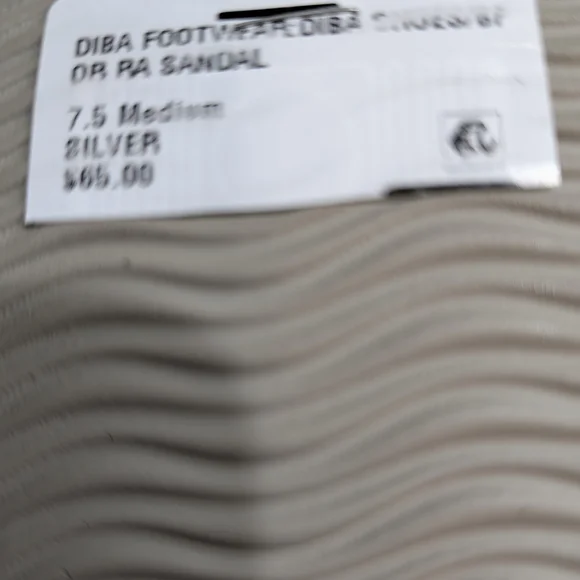 DIBA FOOTWEAR DIBA
OR RA SANDAL
7.5 Medium
SILVER
$65.00